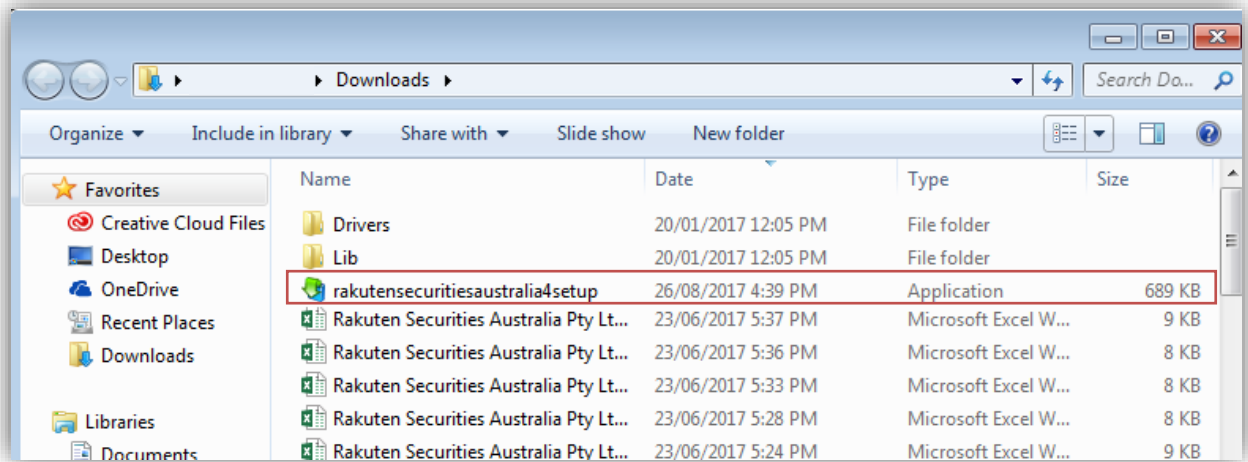 Downloads
Search Do...
Organize Include in library Share with Slide show New folder
Name Date Type Size
Favorites
Creative Cloud Files
Desktop
OneDrive
Recent Places
Downloads
Libraries
Documents
Drivers 20/01/2017 12:05 PM File folder
Lib 20/01/2017 12:05 PM File folder
rakutensecuritiesaustralia4setup 26/08/2017 4:39 PM Application 689 KB
Rakuten Securities Australia Pty Lt... 23/06/2017 5:37 PM Microsoft Excel W... 9 KB
Rakuten Securities Australia Pty Lt... 23/06/2017 5:36 PM Microsoft Excel W... 8 KB
Rakuten Securities Australia Pty Lt... 23/06/2017 5:33 PM Microsoft Excel W... 8 KB
Rakuten Securities Australia Pty Lt... 23/06/2017 5:28 PM Microsoft Excel W... 8 KB
Rakuten Securities Australia Pty Lt... 23/06/2017 5:24 PM Microsoft Excel W... 9 KB